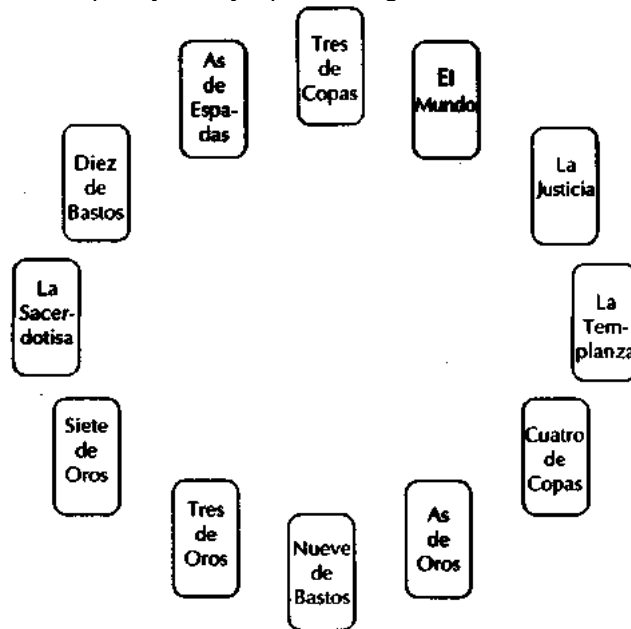 Tres
de
Copas
El
Mundo
La
Justicia
La
Tem-
planza
Cuatro
de
Copas
As
de
Oros
Nueve
de
Bastos
Tres
de
Oros
Siete
de
Oros
La
Sacer-
dotisa
Diez
de
Bastos
As
de
Espa-
das